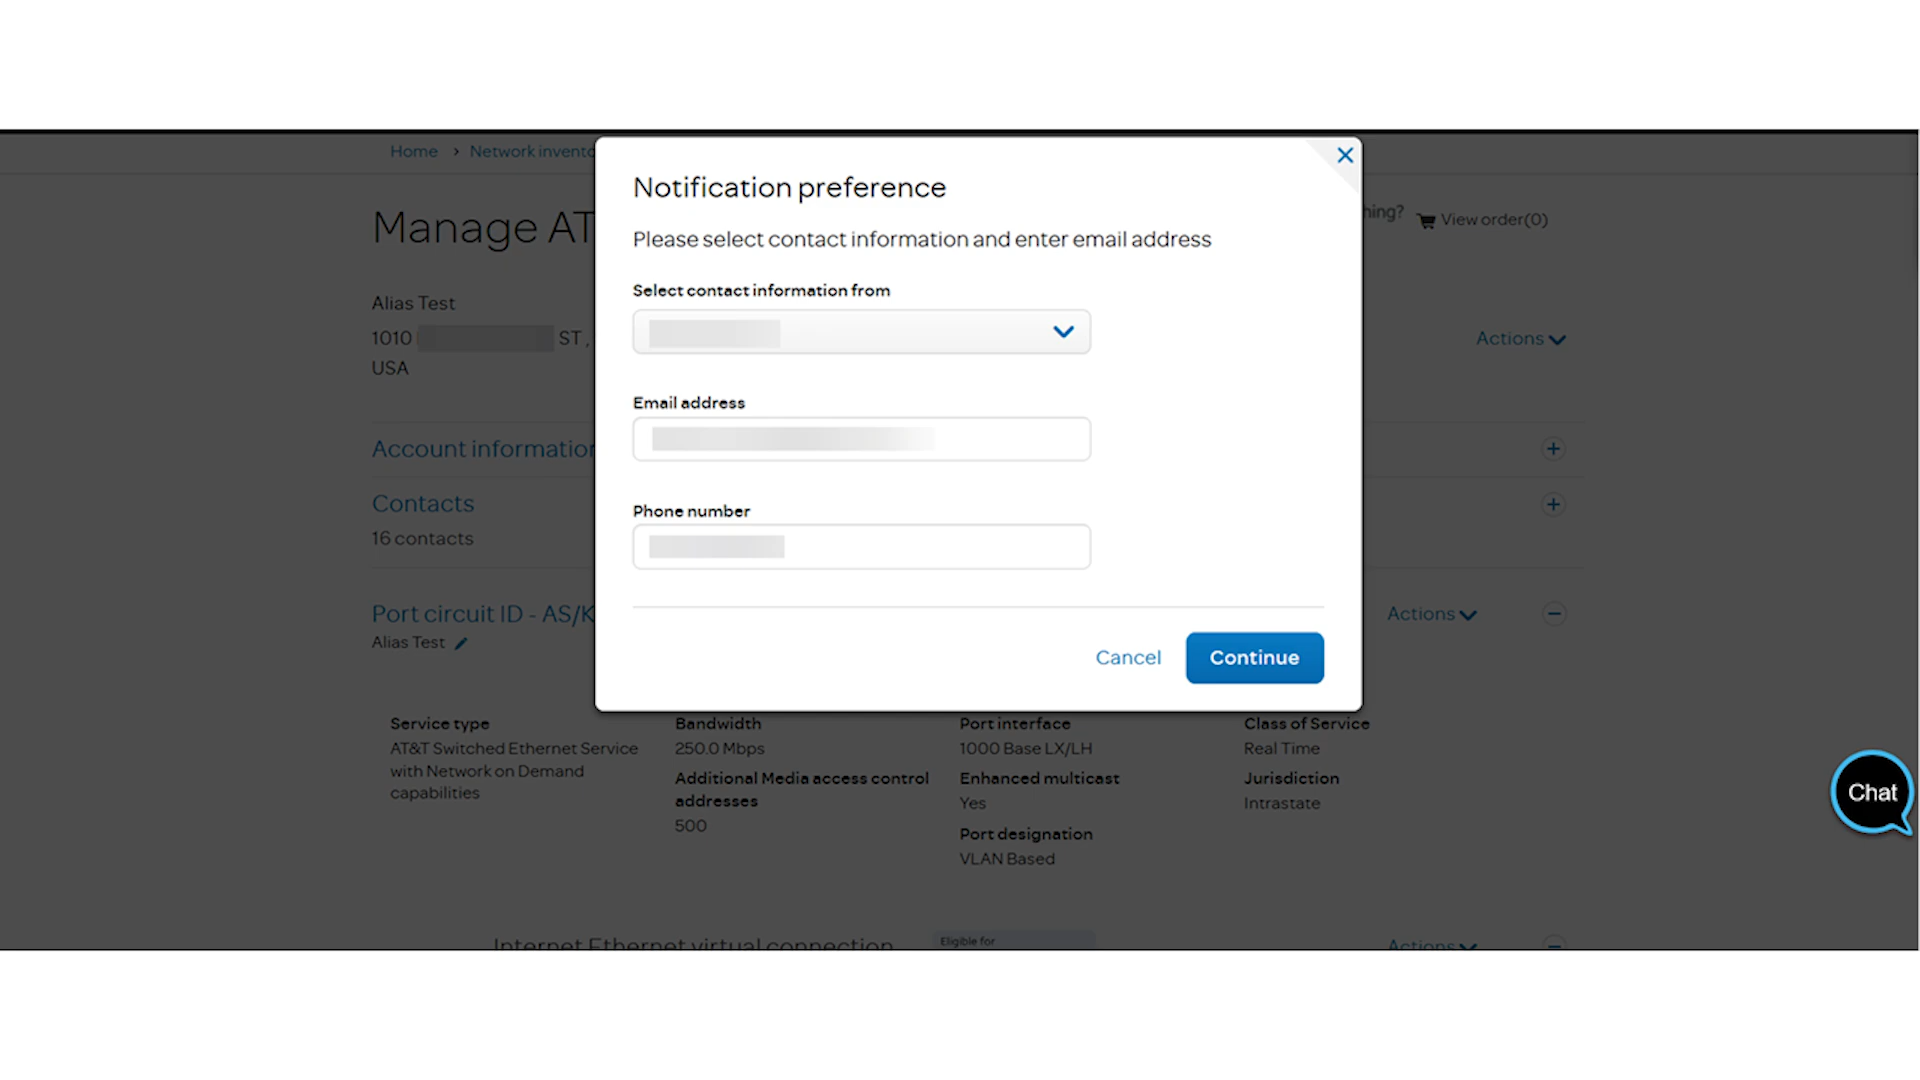 Home > Network invento
Manage AT
hing?
View order(0)
Alias Test
1010 ST ,
USA
Actions
Account information
Contacts
16 contacts
Port circuit ID - AS/K
Alias Test
Actions
Notification preference
Please select contact information and enter email address
Select contact information from
Email address
Phone number
Cancel
Continue
Service type
AT&T Switched Ethernet Service
with Network on Demand
capabilities
Bandwidth
250.0 Mbps
Additional Media access control
addresses
500
Port interface
1000 Base LX/LH
Enhanced multicast
Yes
Port designation
VLAN Based
Class of Service
Real Time
Jurisdiction
Intrastate
Chat
Internet Ethernet virtual connection
Eligible for
Actions